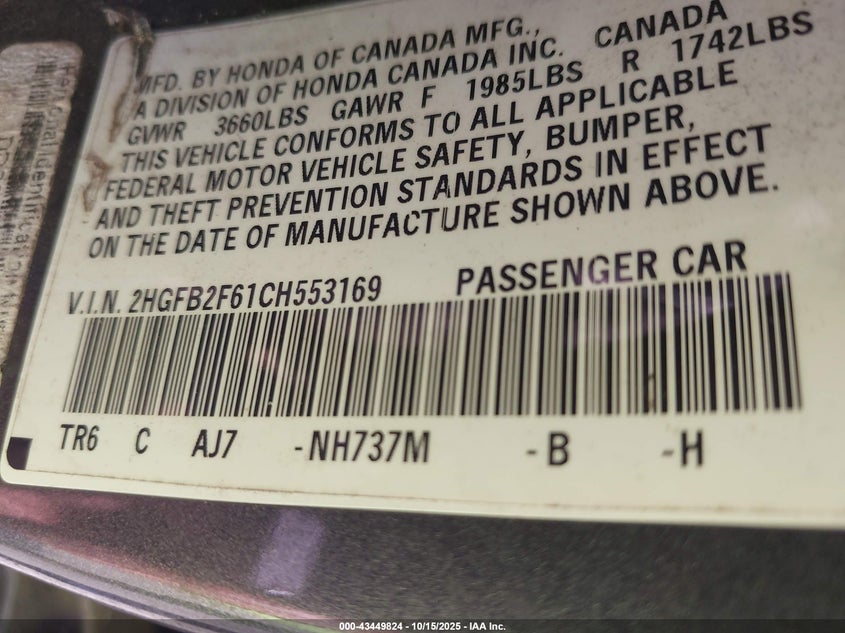 MFD. BY HONDA OF CANADA MFG.,
A DIVISION OF HONDA CANADA INC. CANADA
GVWR 3660LBS GAWR F 1985LBS R 1742LBS
THIS VEHICLE CONFORMS TO ALL APPLICABLE
FEDERAL MOTOR VEHICLE SAFETY, BUMPER,
AND THEFT PREVENTION STANDARDS IN EFFECT
ON THE DATE OF MANUFACTURE SHOWN ABOVE.
V.I.N. 2HGFB2F61CH553169 PASSENGER CAR
TR6 C AJ7 -NH737M -B -H
000-43449824 - 10/15/2025 - IAA Inc.